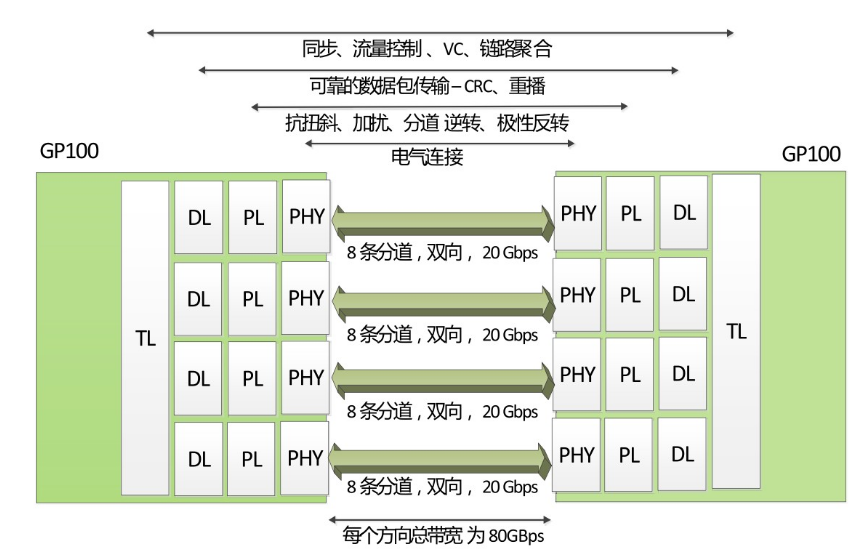 同步、流量控制、VC、链路聚合
可靠的数据包传输 – CRC、重播
抗扭斜、加扰、分道 逆转、极性反转
电气连接
GP100
GP100
TL
DL PL PHY
8 条分道，双向， 20 Gbps
PHY PL DL
DL PL PHY
8 条分道，双向， 20 Gbps
PHY PL DL
TL
DL PL PHY
8 条分道，双向， 20 Gbps
PHY PL DL
DL PL PHY
8 条分道，双向， 20 Gbps
PHY PL DL
每个方向总带宽 为 80GBps